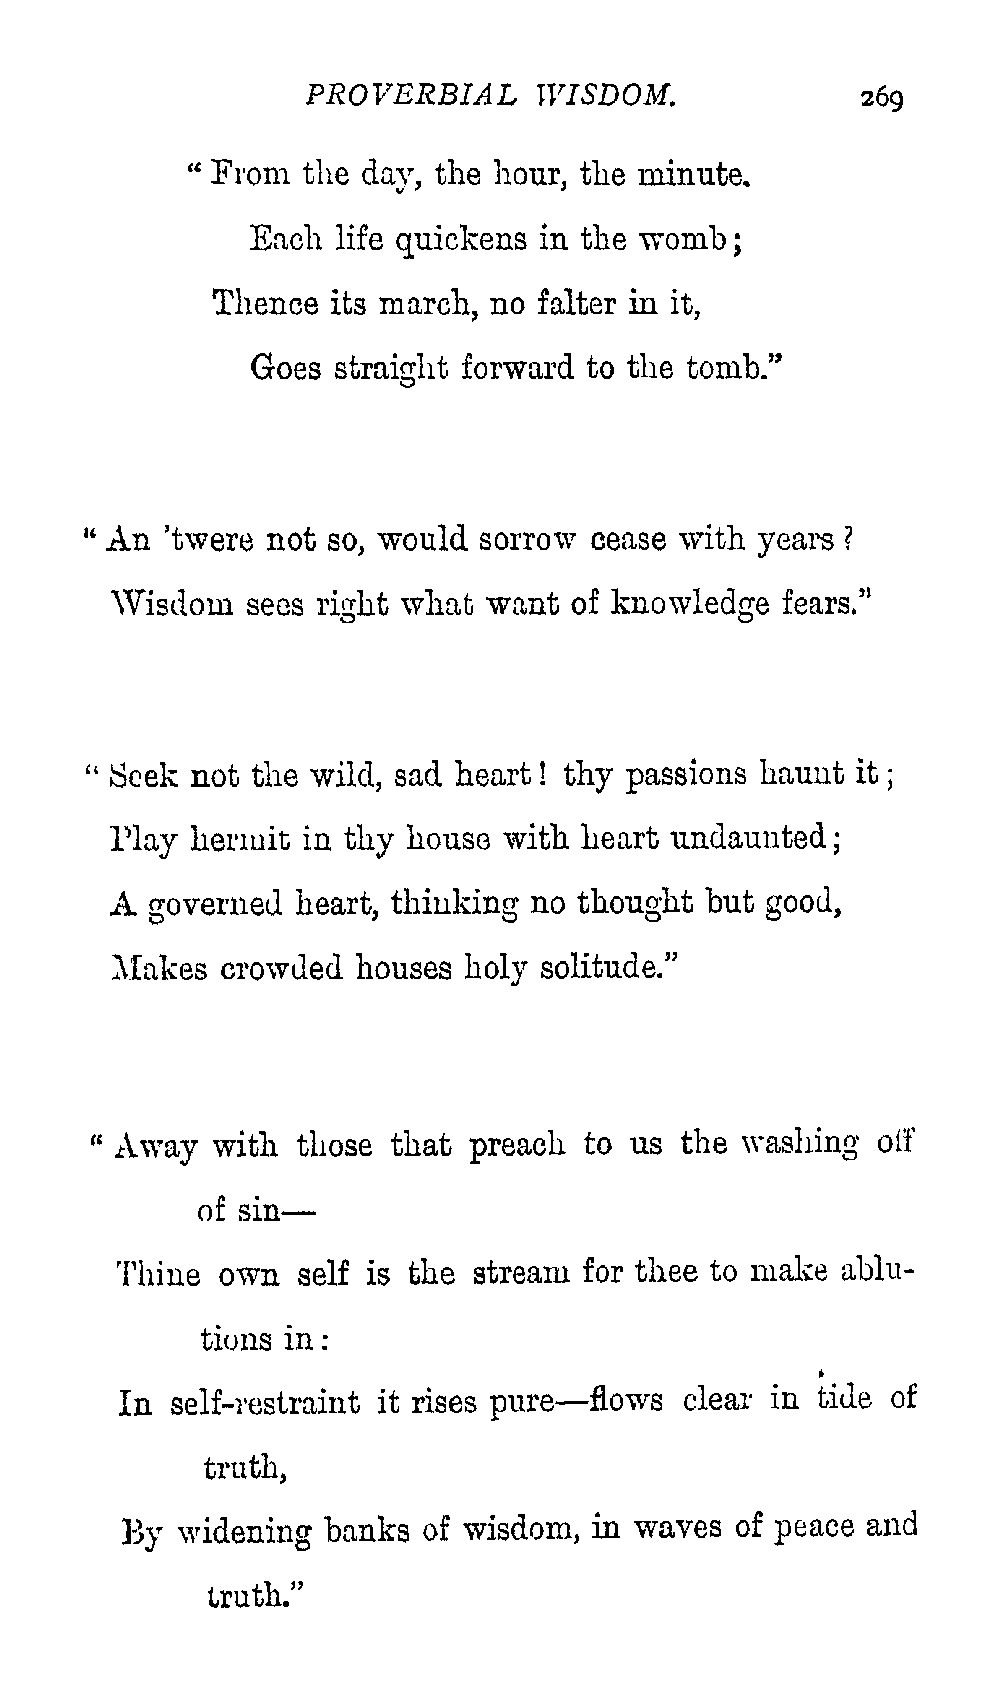 PROVERBIAL WISDOM. 269
“ From the day, the hour, the minute.
Each life quickens in the womb ;
Thence its march, no falter in it,
Goes straight forward to the tomb.”
“ An ’twere not so, would sorrow cease with years ?
Wisdom sees right what want of knowledge fears.”
“ Seek not the wild, sad heart ! thy passions haunt it ;
Play hermit in thy house with heart undaunted ;
A governed heart, thinking no thought but good,
Makes crowded houses holy solitude.”
“ Away with those that preach to us the washing off
of sin—
Thine own self is the stream for thee to make ablu-
tions in :
In self-restraint it rises pure—flows clear in tide of
truth,
By widening banks of wisdom, in waves of peace and
truth.”